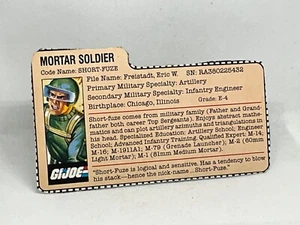 MORTAR SOLDIER
Code Name: SHORT-FUZE
File Name: Freistadt, Eric W. SN: RA380225432
Primary Military Specialty: Artillery
Secondary Military Specialty: Infantry Engineer
Birthplace: Chicago, Illinois Grade: E-4
Short-fuze comes from military family (Father and Grand-
father both career Top Sergeants). Enjoys abstract mathe-
matics and can plot artillery azimuths and triangulations in
his head. Specialized Education: Artillery School; Engineer
School; Advanced Infantry Training. Qualified Expert: M-14;
M-16; M-1911A1; M-79 (Grenade Launcher); M-2 (60mm
Light Mortar); M-1 (81mm Medium Mortar).
"Short-Fuze is logical and sensitive. Has a tendency to blow
his stack—hence the nick-name...Short-Fuze."
GI JOE